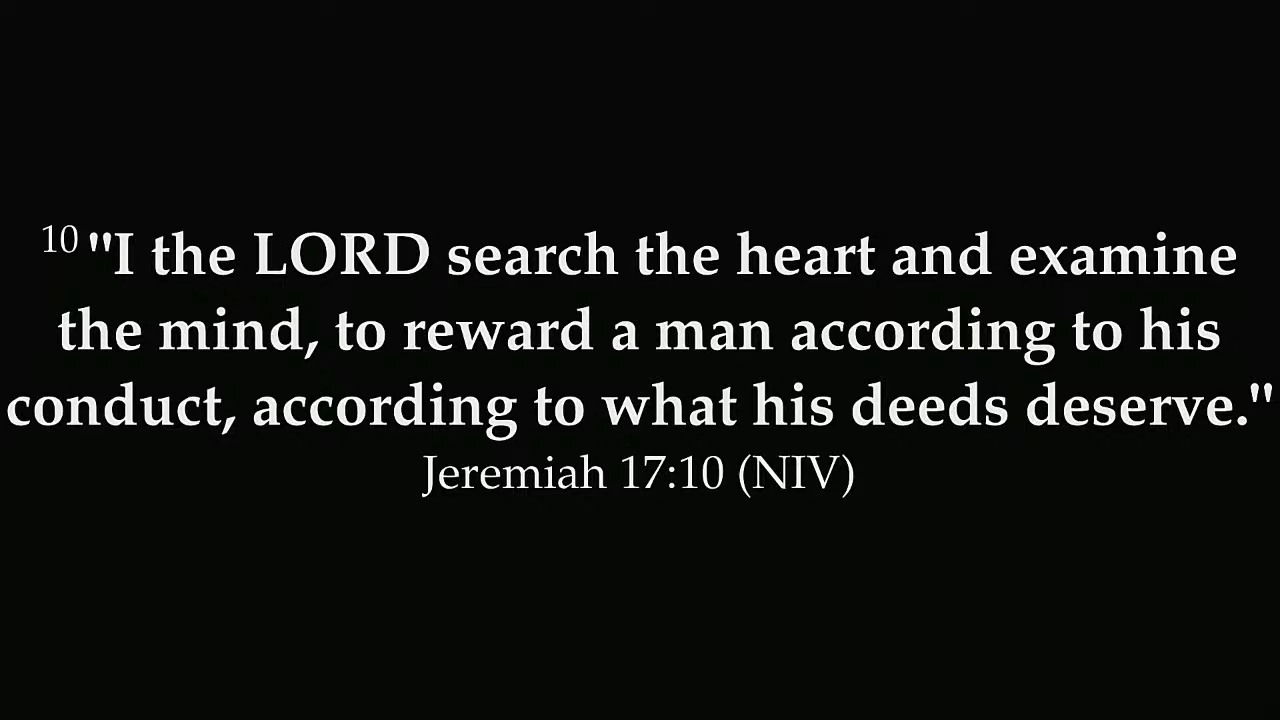 10 "I the LORD search the heart and examine
the mind, to reward a man according to his
conduct, according to what his deeds deserve."
Jeremiah 17:10 (NIV)